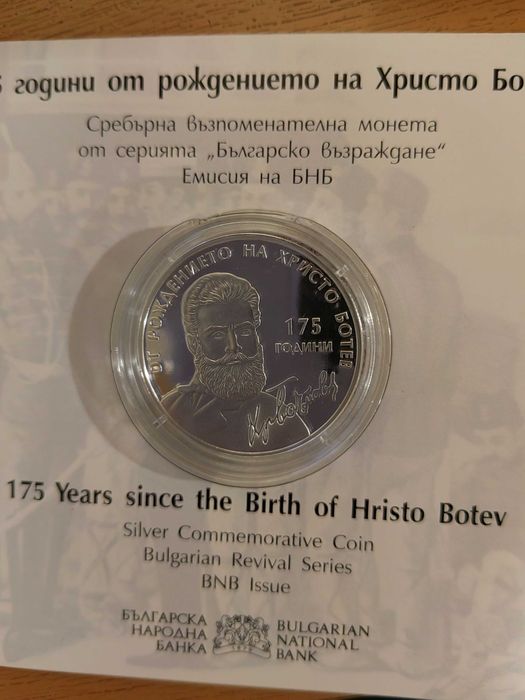 години от рождението на Христо Бо
Сребърна възпоменателна монета
от серията „Българско възраждане“
Емисия на БНБ
ОТ РОЖДЕНИЕТО НА ХРИСТО БОТЕВ
175
ГОДИНИ
175 Years since the Birth of Hristo Botev
Silver Commemorative Coin
Bulgarian Revival Series
BNB Issue
БЪЛГАРСКА
НАРОДНА
БАНКА
BULGARIAN
NATIONAL
BANK